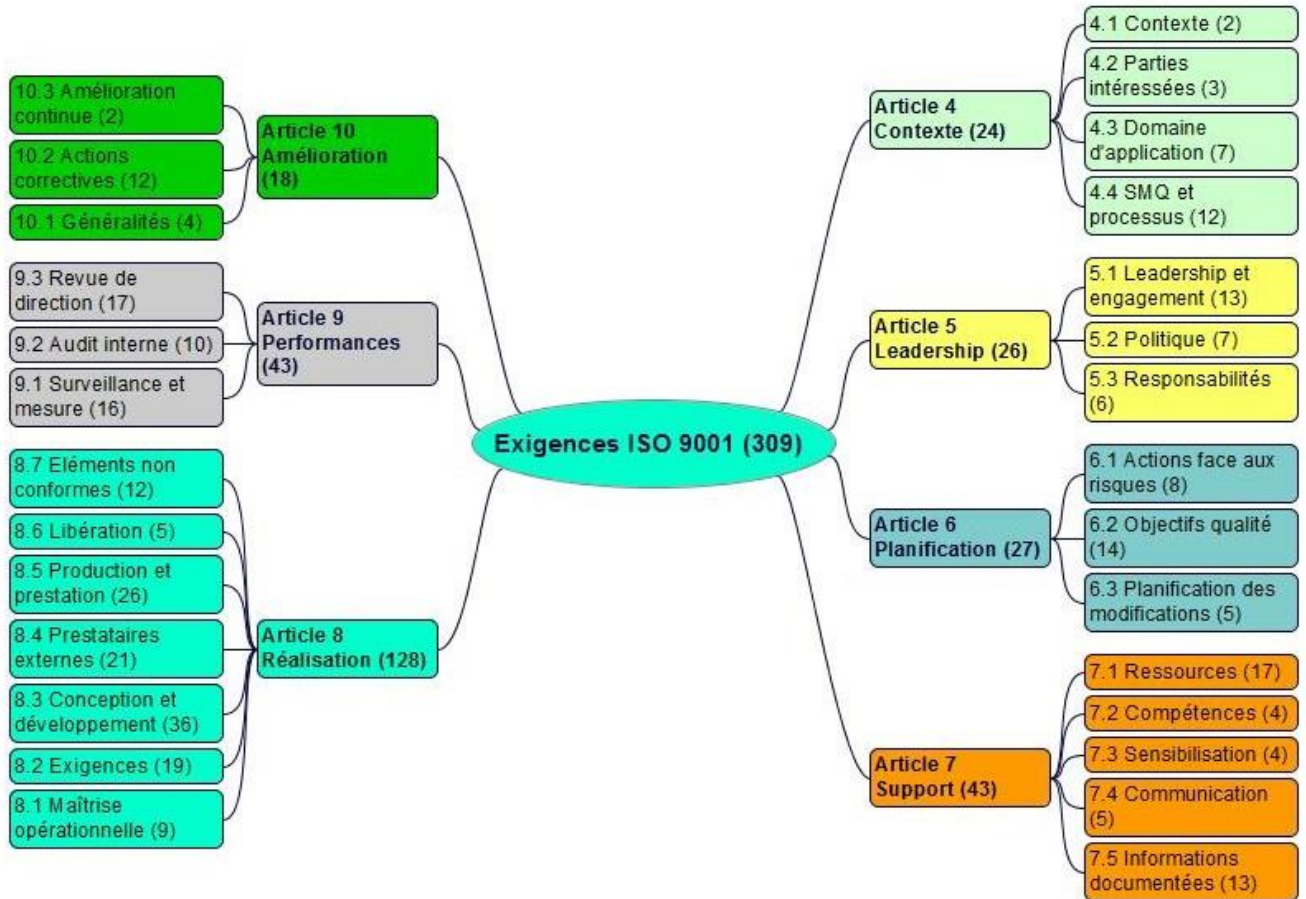 Exigences ISO 9001 (309)
Article 4
Contexte (24)
4.1 Contexte (2)
4.2 Parties
intéressées (3)
4.3 Domaine
d'application (7)
4.4 SMQ et
processus (12)
Article 5
Leadership (26)
5.1 Leadership et
engagement (13)
5.2 Politique (7)
5.3 Responsabilités
(6)
Article 6
Planification (27)
6.1 Actions face aux
risques (8)
6.2 Objectifs qualité
(14)
6.3 Planification des
modifications (5)
Article 7
Support (43)
7.1 Ressources (17)
7.2 Compétences (4)
7.3 Sensibilisation (4)
7.4 Communication
(5)
7.5 Informations
documentées (13)
Article 10
Amélioration
(18)
10.3 Amélioration
continue (2)
10.2 Actions
correctives (12)
10.1 Généralités (4)
Article 9
Performances
(43)
9.3 Revue de
direction (17)
9.2 Audit interne (10)
9.1 Surveillance et
mesure (16)
Article 8
Réalisation (128)
8.7 Eléments non
conformes (12)
8.6 Libération (5)
8.5 Production et
prestation (26)
8.4 Prestataires
externes (21)
8.3 Conception et
développement (36)
8.2 Exigences (19)
8.1 Maîtrise
opérationnelle (9)